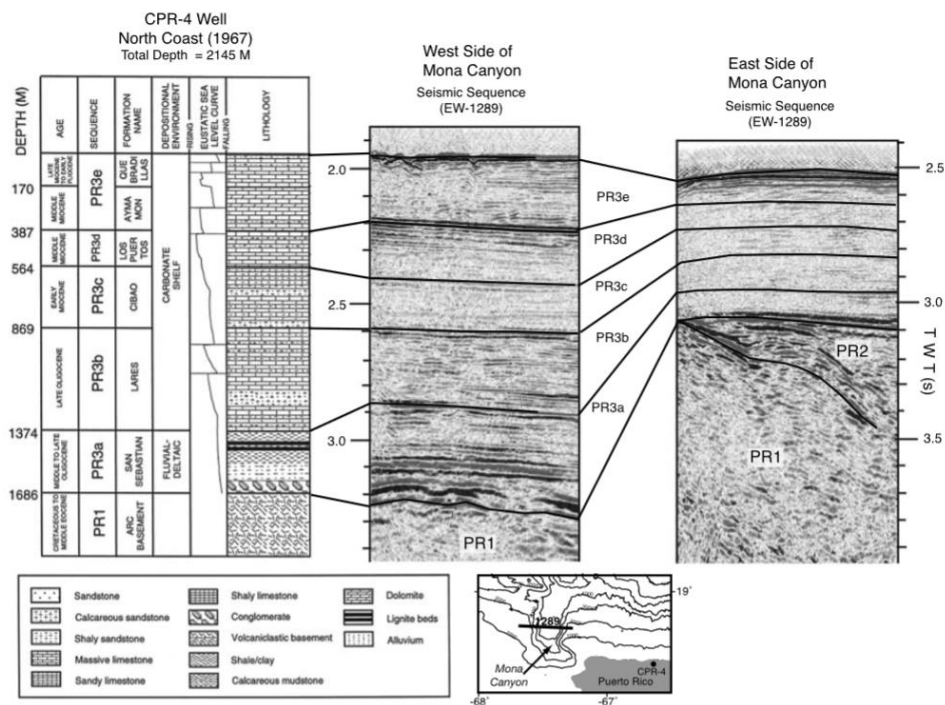 CPR-4 Well
North Coast (1967)
Total Depth = 2145 M
West Side of
Mona Canyon
Seismic Sequence
(EW-1289)
East Side of
Mona Canyon
Seismic Sequence
(EW-1289)
DEPTH (M)
AGE
SEQUENCE
FORMATION
NAME
DEPOSITIONAL
ENVIRONMENT
RISING
EUSTATIC SEA
LEVEL CURVE
FALLING
LITHOLOGY
170
387
564
869
1374
1686
LATE
MIOCENE
TO EARLY
PLIOCENE
MIDDLE
MIOCENE
MIDDLE
MIOCENE
EARLY
MIOCENE
LATE OLIGOCENE
MIDDLE TO LATE
OLIGOCENE
CRETACEOUS TO
MIDDLE EOCENE
PR3e
PR3d
PR3c
PR3b
PR3a
PR1
QUE
BRADI
LLAS
AYMA
MON
LOS
PUER
TOS
CIBAO
LARES
SAN
SEBASTIAN
ARC
BASEMENT
CARBONATE SHELF
FLUVIAL-
DELTAIC
2.0
2.5
3.0
PR1
PR3e
PR3d
PR3c
PR3b
PR3a
PR2
PR1
2.5
3.0
3.5
T W T (s)
Sandstone
Calcareous sandstone
Shaly sandstone
Massive limestone
Sandy limestone
Shaly limestone
Conglomerate
Volcaniclastic basement
Shale/clay
Calcareous mudstone
Dolomite
Lignite beds
Alluvium
1289
Mona
Canyon
CPR-4
Puerto Rico
19°
-68°
-67°